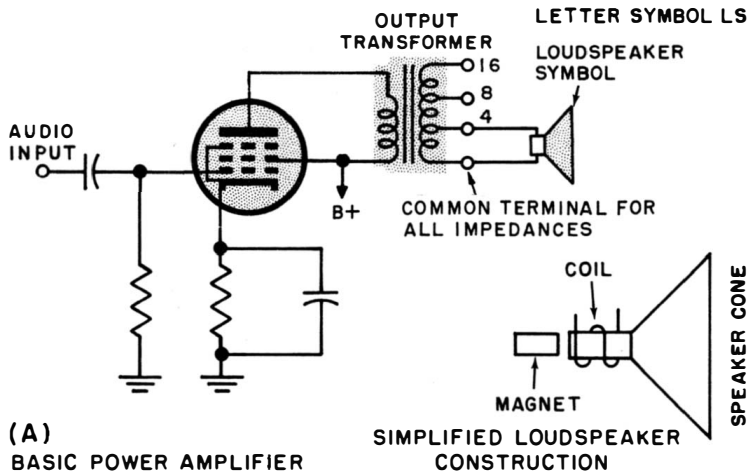 OUTPUT
TRANSFORMER
LETTER SYMBOL LS
LOUDSPEAKER
SYMBOL
16
8
4
AUDIO
INPUT
B+
COMMON TERMINAL FOR
ALL IMPEDANCES
COIL
MAGNET
SPEAKER CONE
(A)
BASIC POWER AMPLIFIER
SIMPLIFIED LOUDSPEAKER
CONSTRUCTION